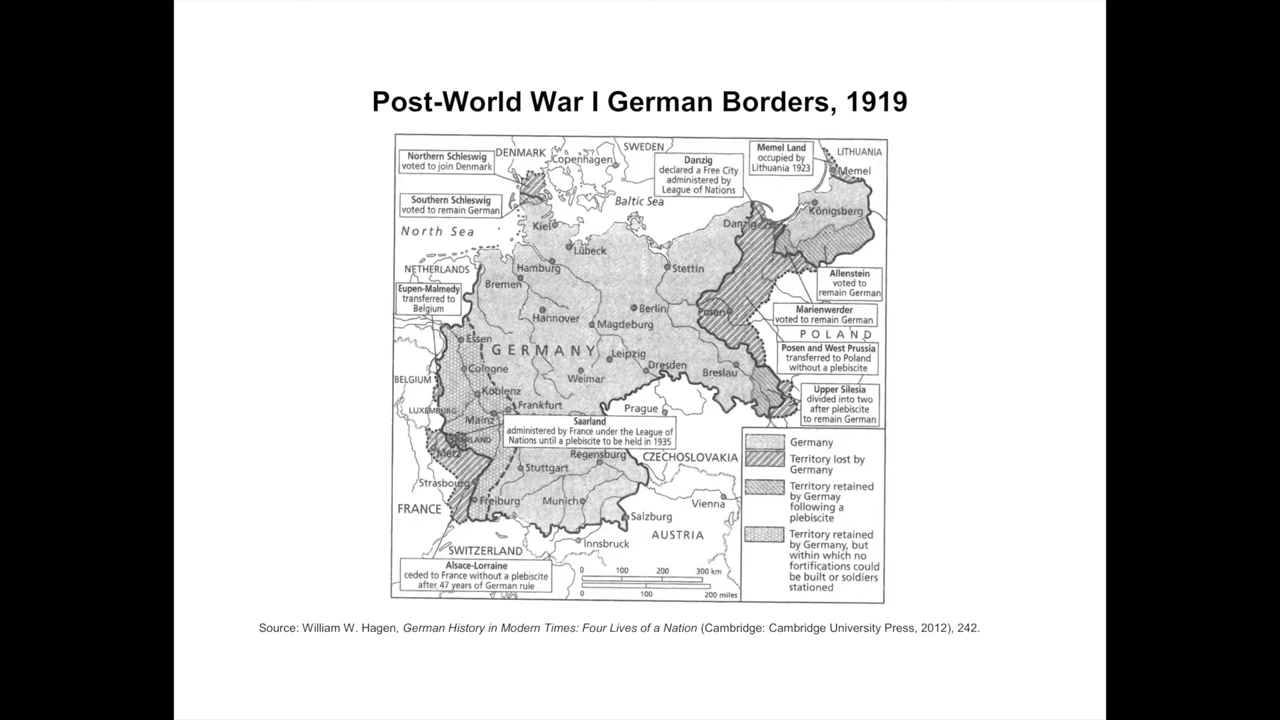 Post-World War I German Borders, 1919
Northern Schleswig
voted to join Denmark
DENMARK
Copenhagen
SWEDEN
Danzig
declared a Free City
administered by
League of Nations
Memel Land
occupied by
Lithuania 1923
LITHUANIA
Memel
Southern Schleswig
voted to remain German
Baltic Sea
Königsberg
North Sea
Kiel
Danzig
Lübeck
NETHERLANDS
Hamburg
Stettin
Bremen
Allenstein
voted to
remain German
Eupen-Malmedy
transferred to
Belgium
Berlin
Posen
Hannover
Magdeburg
Marienwerder
voted to remain German
POLAND
Essen
GERMANY
Leipzig
Posen and West Prussia
transferred to Poland
without a plebiscite
Cologne
Weimar
Dresden
Breslau
BELGIUM
Koblenz
Upper Silesia
divided into two
after plebiscite
to remain German
LUXEMBURG
Frankfurt
Prague
Mainz
Saarland
administered by France under the League of
Nations until a plebiscite to be held in 1935
Metz
Regensburg
CZECHOSLOVAKIA
Stuttgart
Strasbourg
FRANCE
Freiburg
Munich
Vienna
Salzburg
AUSTRIA
SWITZERLAND
Innsbruck
Alsace-Lorraine
ceded to France without a plebiscite
after 47 years of German rule
0 100 200 300 km
0 100 200 miles
Germany
Territory lost by
Germany
Territory retained
by Germay
following a
plebiscite
Territory retained
by Germany, but
within which no
fortifications could
be built or soldiers
stationed
Source: William W. Hagen, German History in Modern Times: Four Lives of a Nation (Cambridge: Cambridge University Press, 2012), 242.